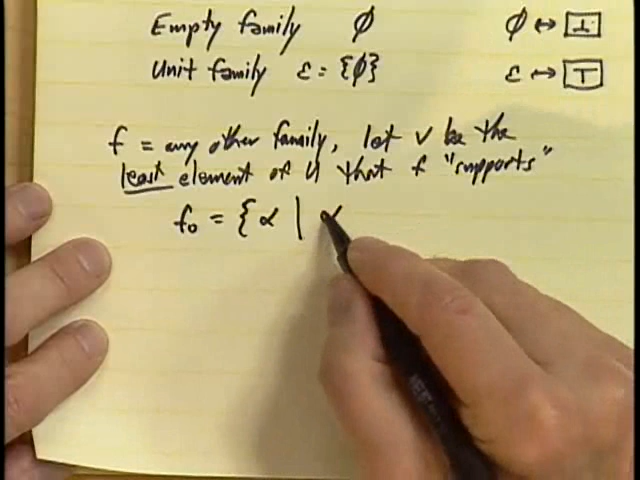 Empty family ϕ ϕ ↔ ⊥
Unit family ε = {ϕ} ε ↔ T
f = any other family, let v be the
least element of U that f "supports"
f₀ = { α | α